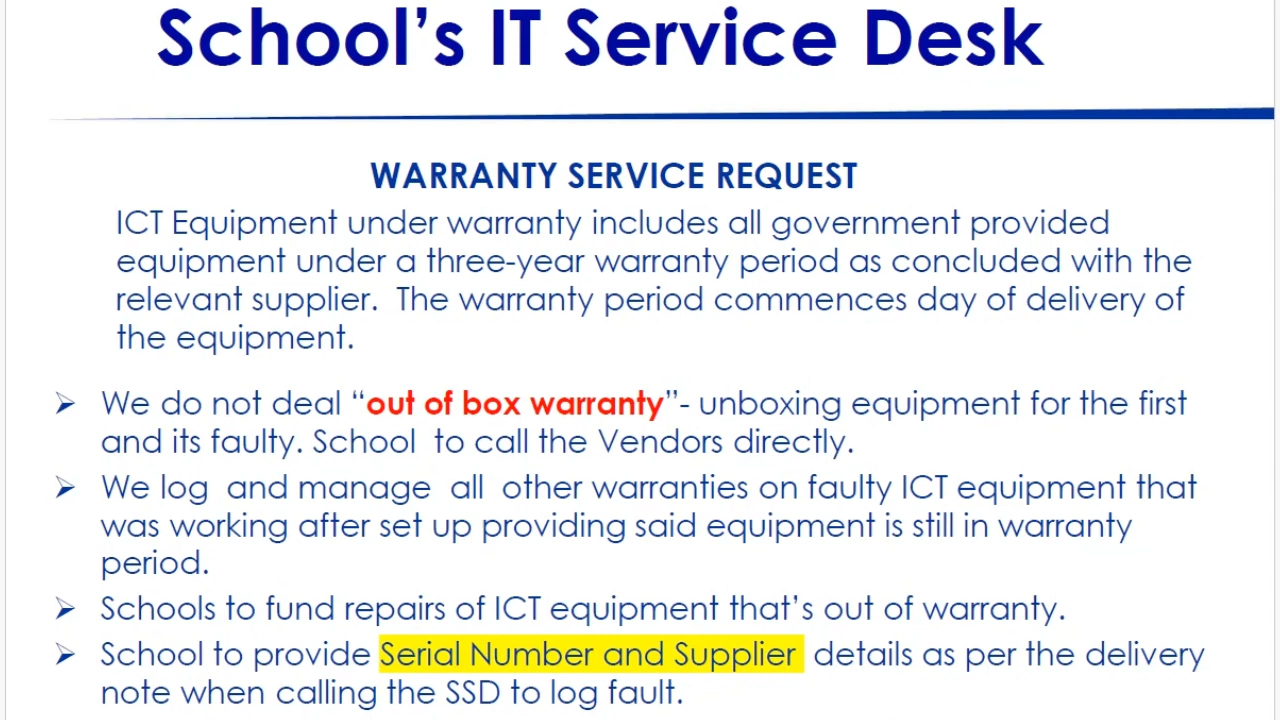 School’s IT Service Desk
WARRANTY SERVICE REQUEST
ICT Equipment under warranty includes all government provided
equipment under a three-year warranty period as concluded with the
relevant supplier.  The warranty period commences day of delivery of
the equipment.
➢ We do not deal “out of box warranty”- unboxing equipment for the first
and its faulty. School  to call the Vendors directly.
➢ We log  and manage  all  other warranties on faulty ICT equipment that
was working after set up providing said equipment is still in warranty
period.
➢ Schools to fund repairs of ICT equipment that’s out of warranty.
➢ School to provide Serial Number and Supplier  details as per the delivery
note when calling the SSD to log fault.